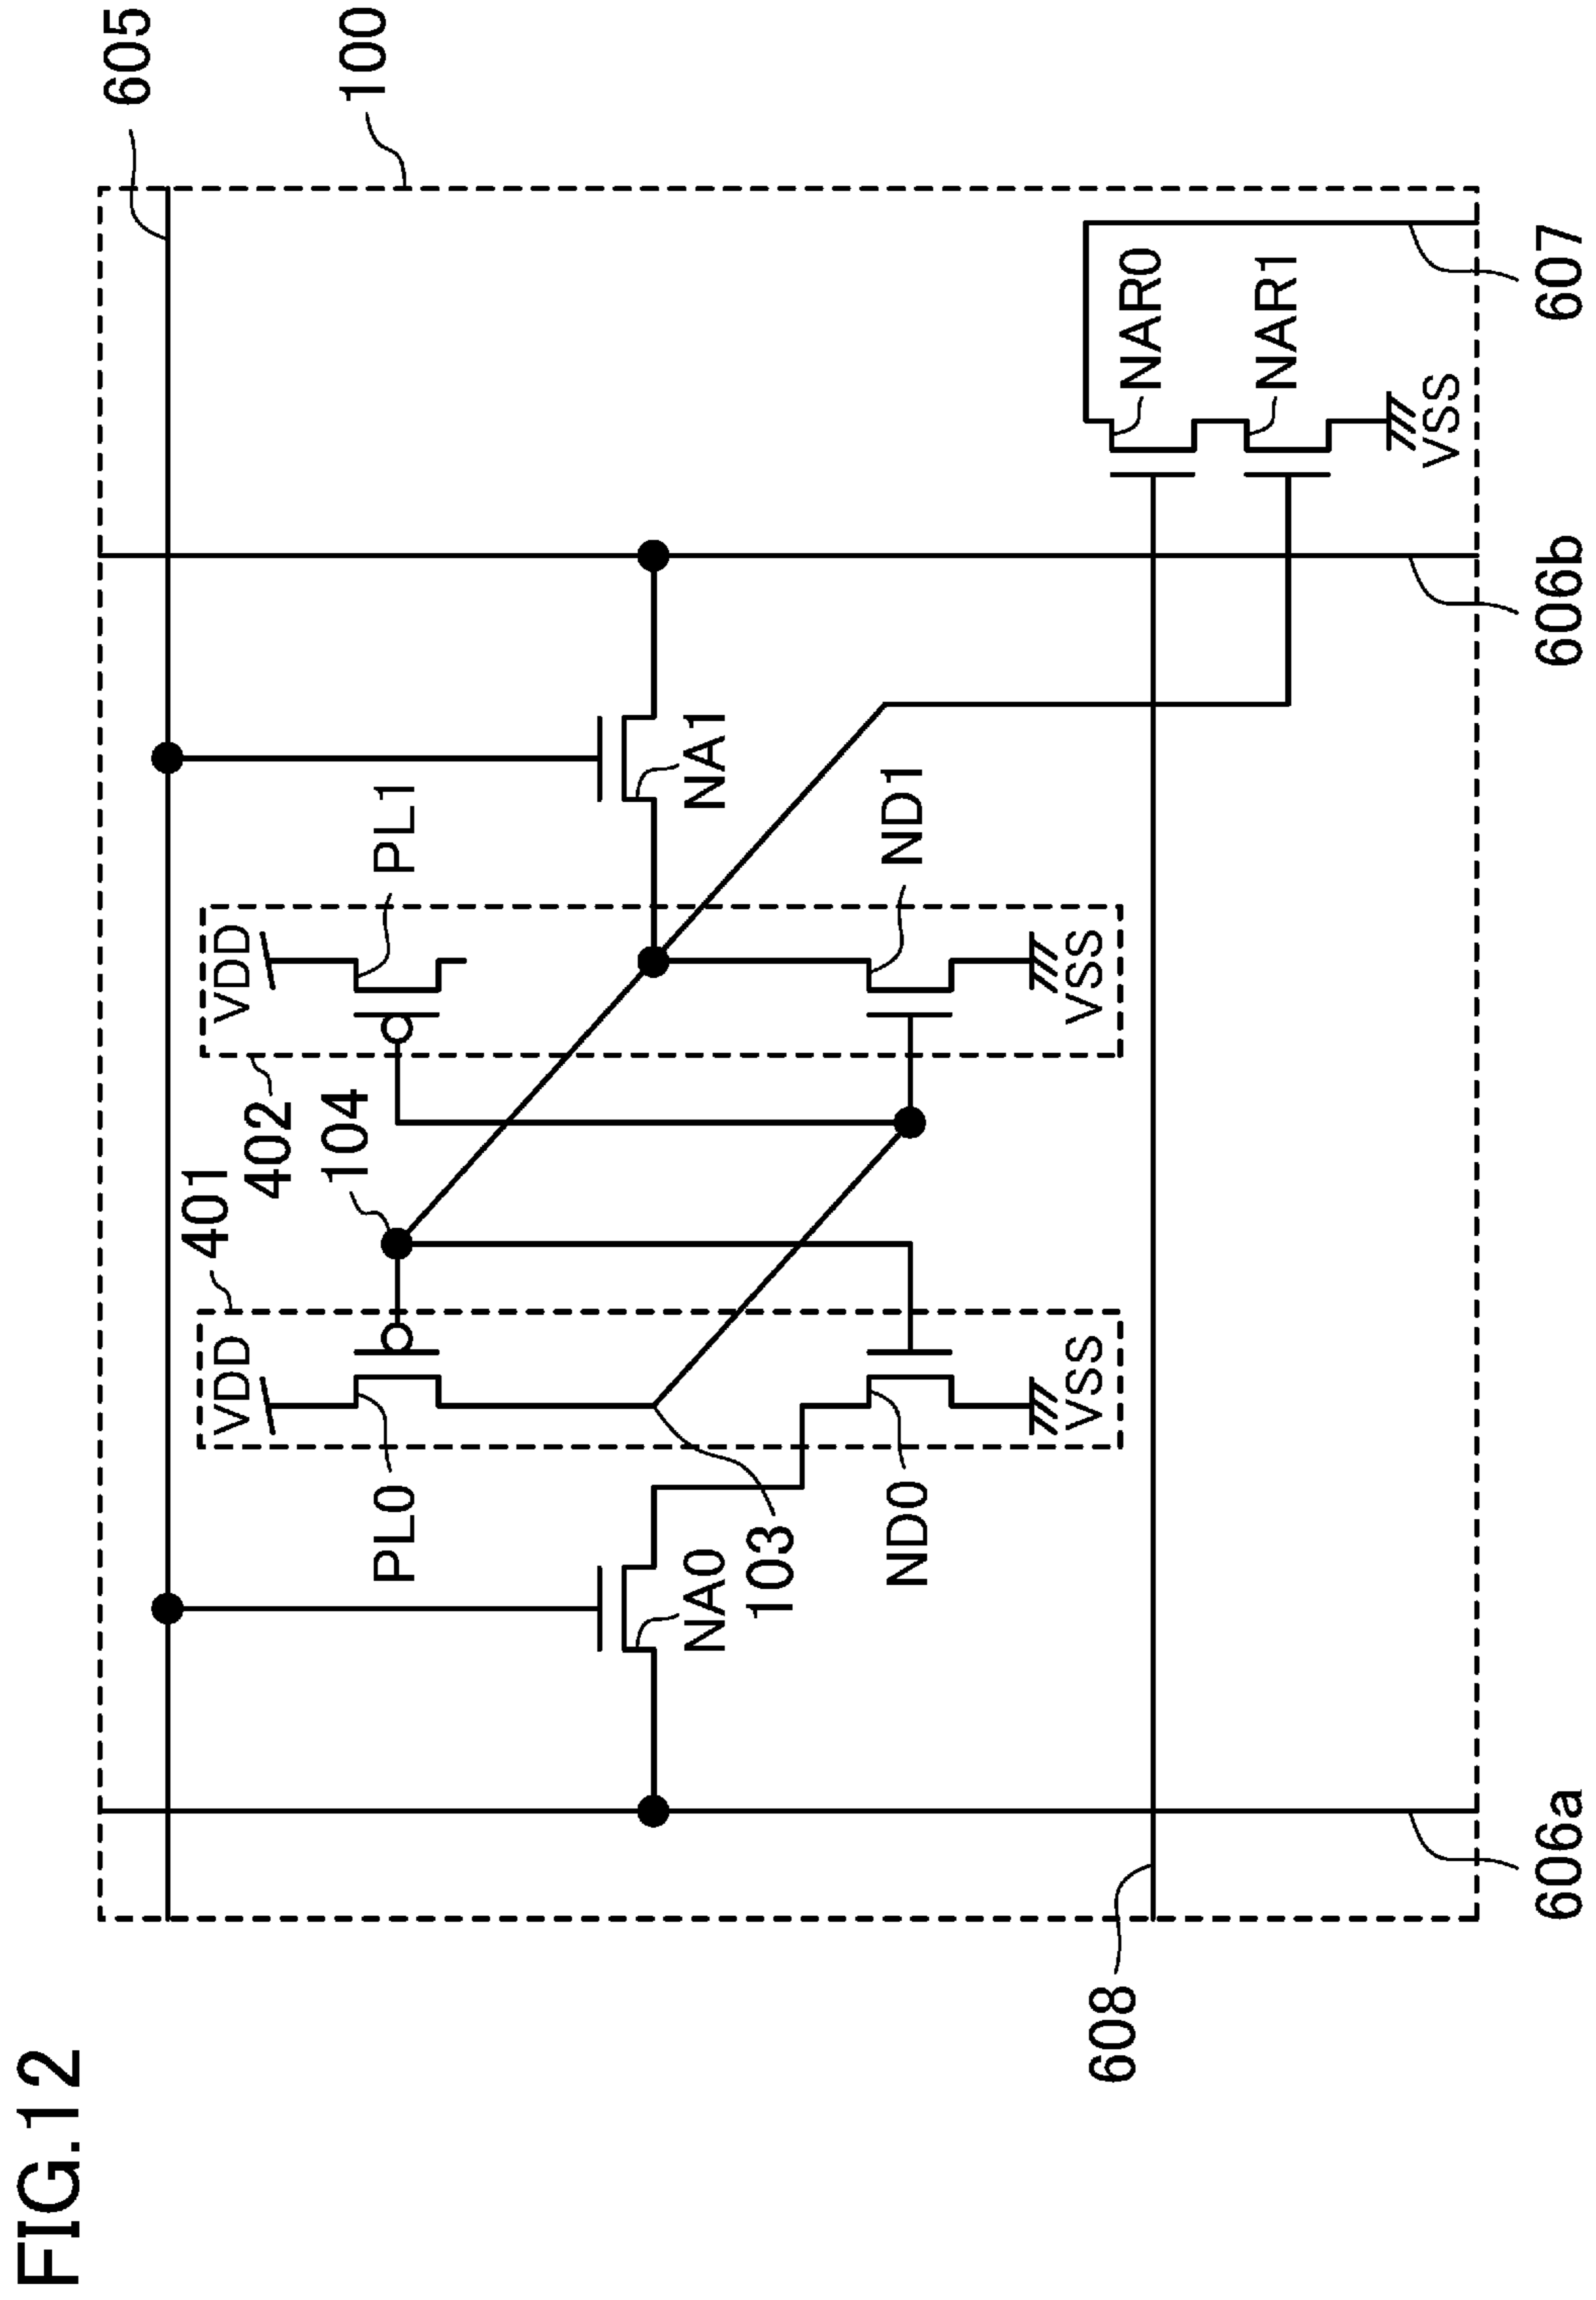 FIG.12
605
100
401
402
104
VDD
VDD
PL0
PL1
NA0
NA1
103
ND0
ND1
VSS
VSS
608
NAR0
NAR1
VSS
606a
606b
607